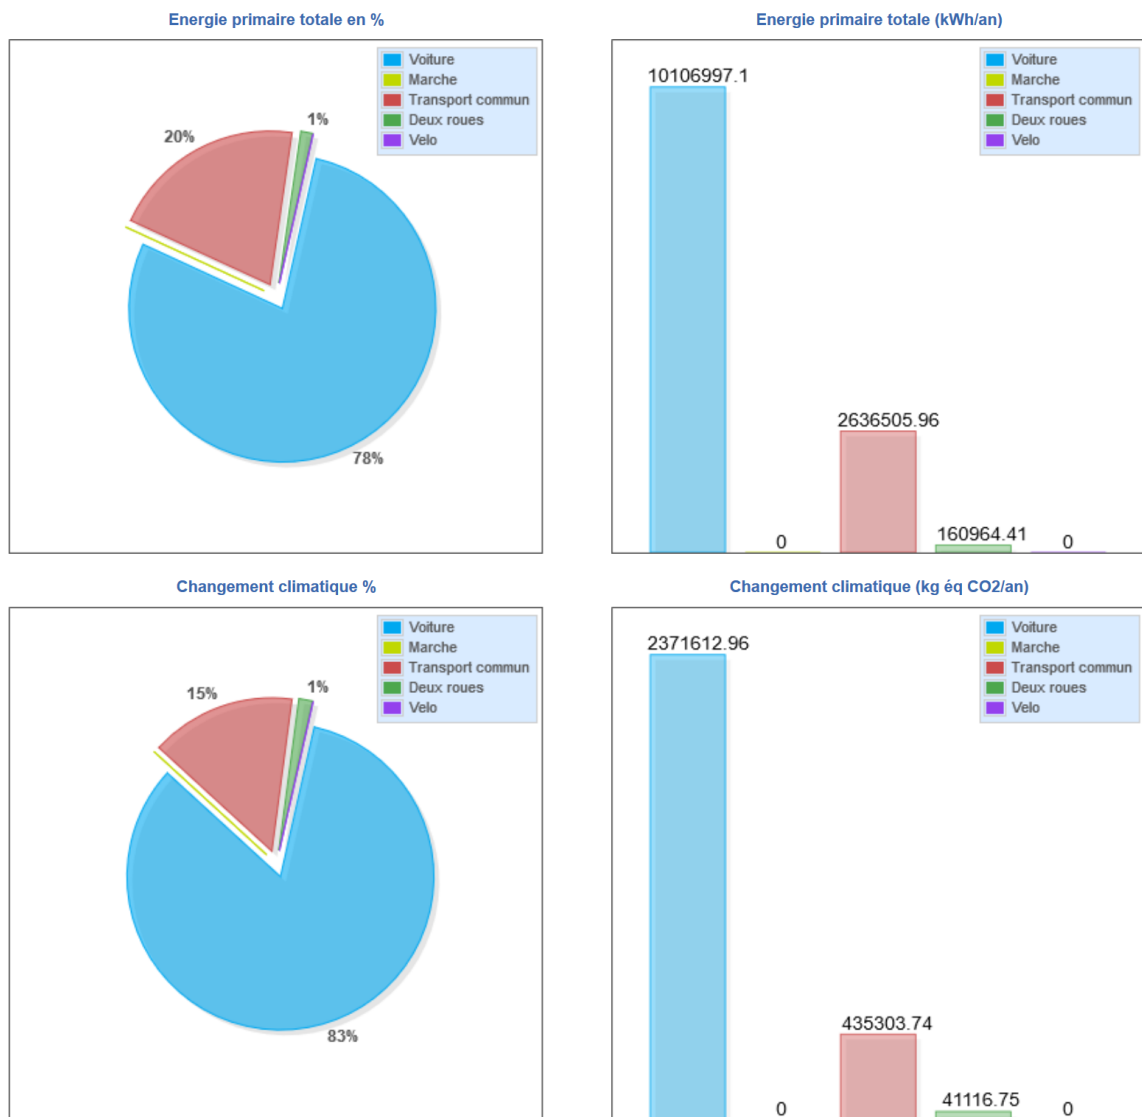 Energie primaire totale en %
Voiture
Marche
Transport commun
Deux roues
Velo
1%
20%
78%
Energie primaire totale (kWh/an)
Voiture
Marche
Transport commun
Deux roues
Velo
10106997.1
0
2636505.96
160964.41
0
Changement climatique %
Voiture
Marche
Transport commun
Deux roues
Velo
15%
1%
83%
Changement climatique (kg éq CO2/an)
Voiture
Marche
Transport commun
Deux roues
Velo
2371612.96
0
435303.74
41116.75
0